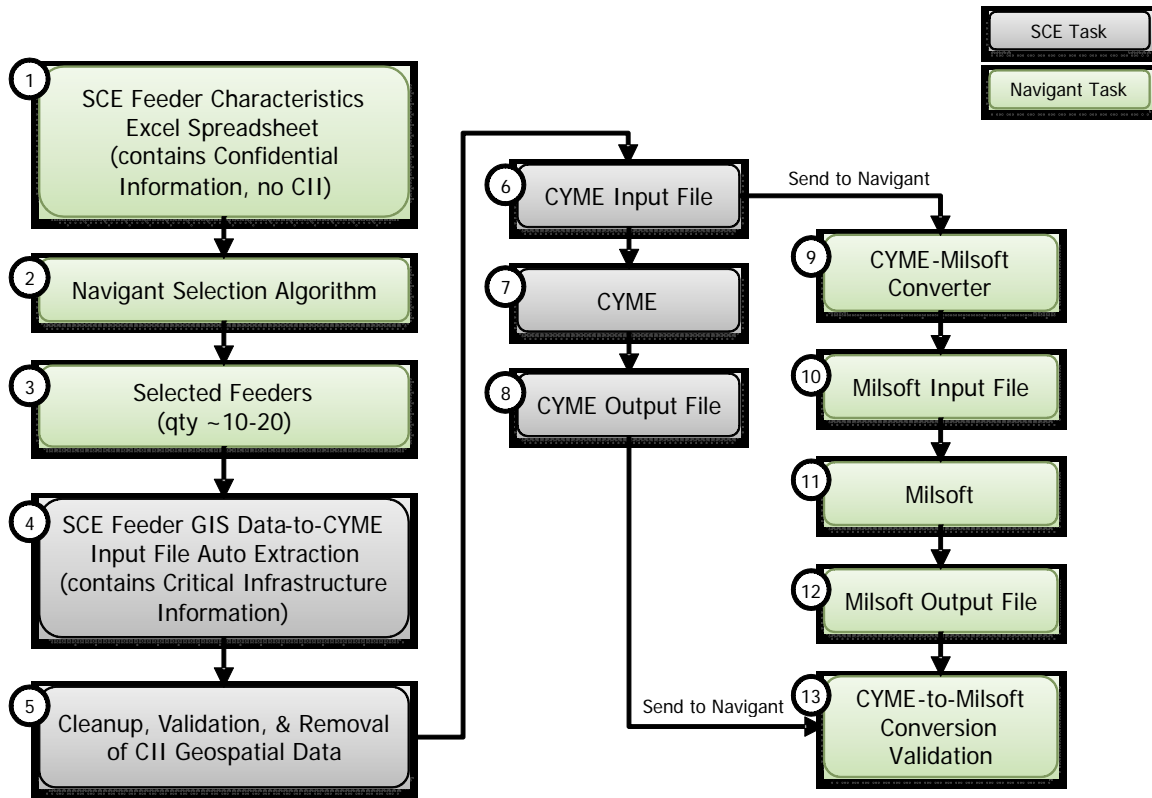 SCE Task
Navigant Task
1
SCE Feeder Characteristics
Excel Spreadsheet
(contains Confidential
Information, no CII)
2
Navigant Selection Algorithm
3
Selected Feeders
(qty ~10-20)
4
SCE Feeder GIS Data-to-CYME
Input File Auto Extraction
(contains Critical Infrastructure
Information)
5
Cleanup, Validation, & Removal
of CII Geospatial Data
6
CYME Input File
Send to Navigant
7
CYME
8
CYME Output File
Send to Navigant
9
CYME-Milsoft
Converter
10
Milsoft Input File
11
Milsoft
12
Milsoft Output File
13
CYME-to-Milsoft
Conversion
Validation